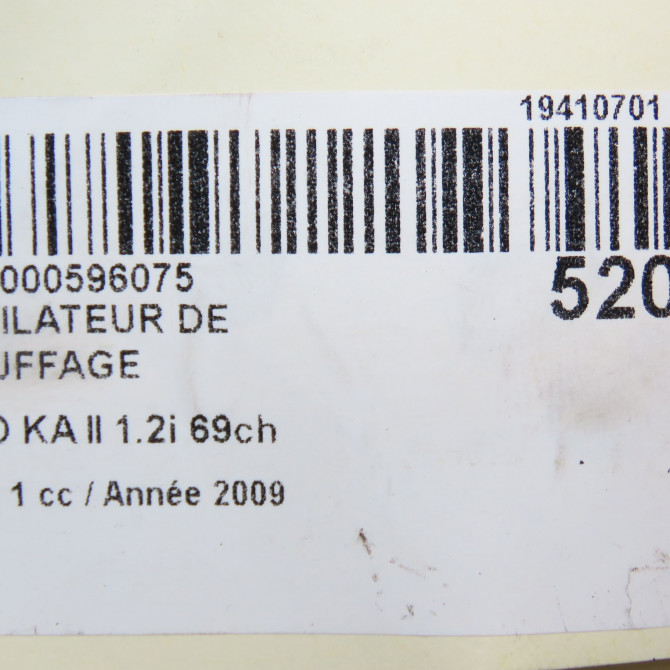 19410701
000596075
520
ILATEUR DE
UFFAGE
KA II 1.2i 69ch
1 cc / Année 2009